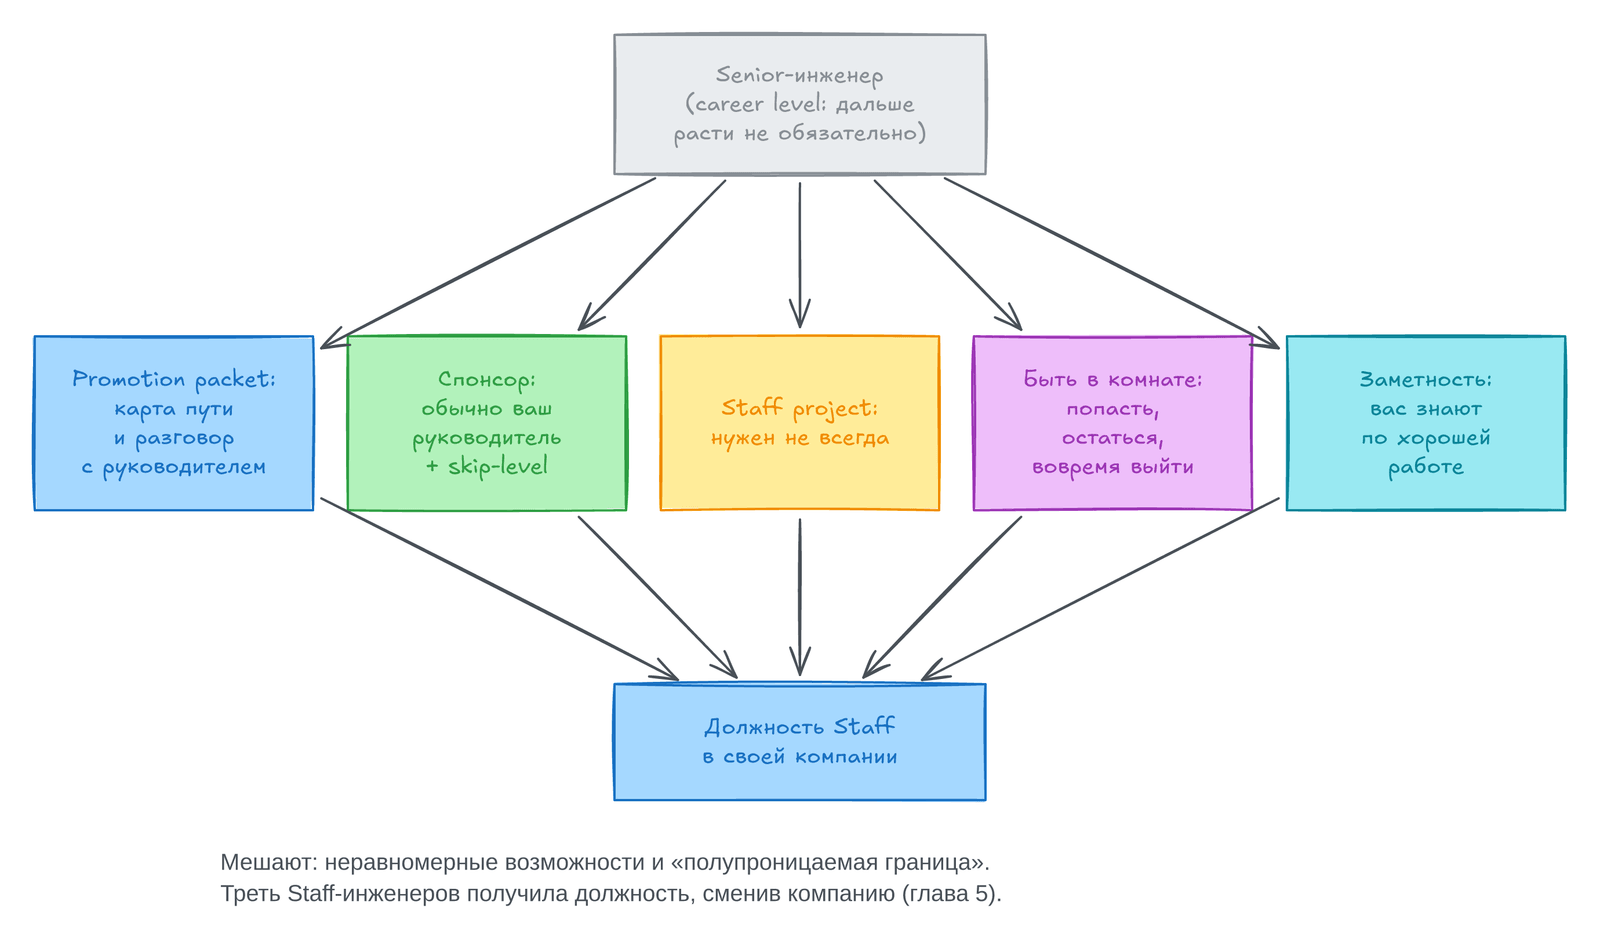 Senior-инженер
(career level: дальше
расти не обязательно)
Promotion packet:
карта пути
и разговор
с руководителем
Спонсор:
обычно ваш
руководитель
+ skip-level
Staff project:
нужен не всегда
Быть в комнате:
попасть,
остаться,
вовремя выйти
Заметность:
вас знают
по хорошей
работе
Должность Staff
в своей компании
Мешают: неравномерные возможности и «полупроницаемая граница».
Треть Staff-инженеров получила должность, сменив компанию (глава 5).